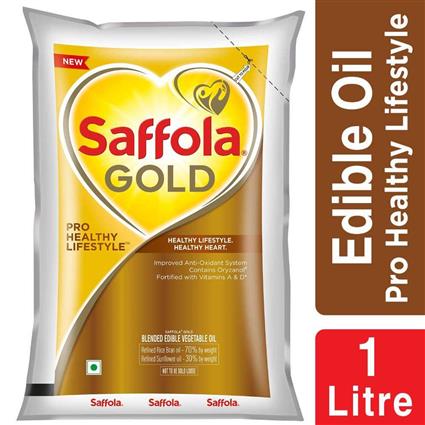 NEW
Saffola®
GOLD
PRO
HEALTHY
LIFESTYLE™
HEALTHY LIFESTYLE.
HEALTHY HEART.
Improved Anti-Oxidant System
Contains Oryzanol#
Fortified with Vitamins A & D*
SAFFOLA® GOLD
BLENDED EDIBLE VEGETABLE OIL
Refined Rice Bran oil - 70% by weight
Refined Sunflower oil - 30% by weight
NOT TO BE SOLD LOOSE
Saffola. Saffola. Saffola.
Edible Oil
Pro Healthy Lifestyle
1
Litre